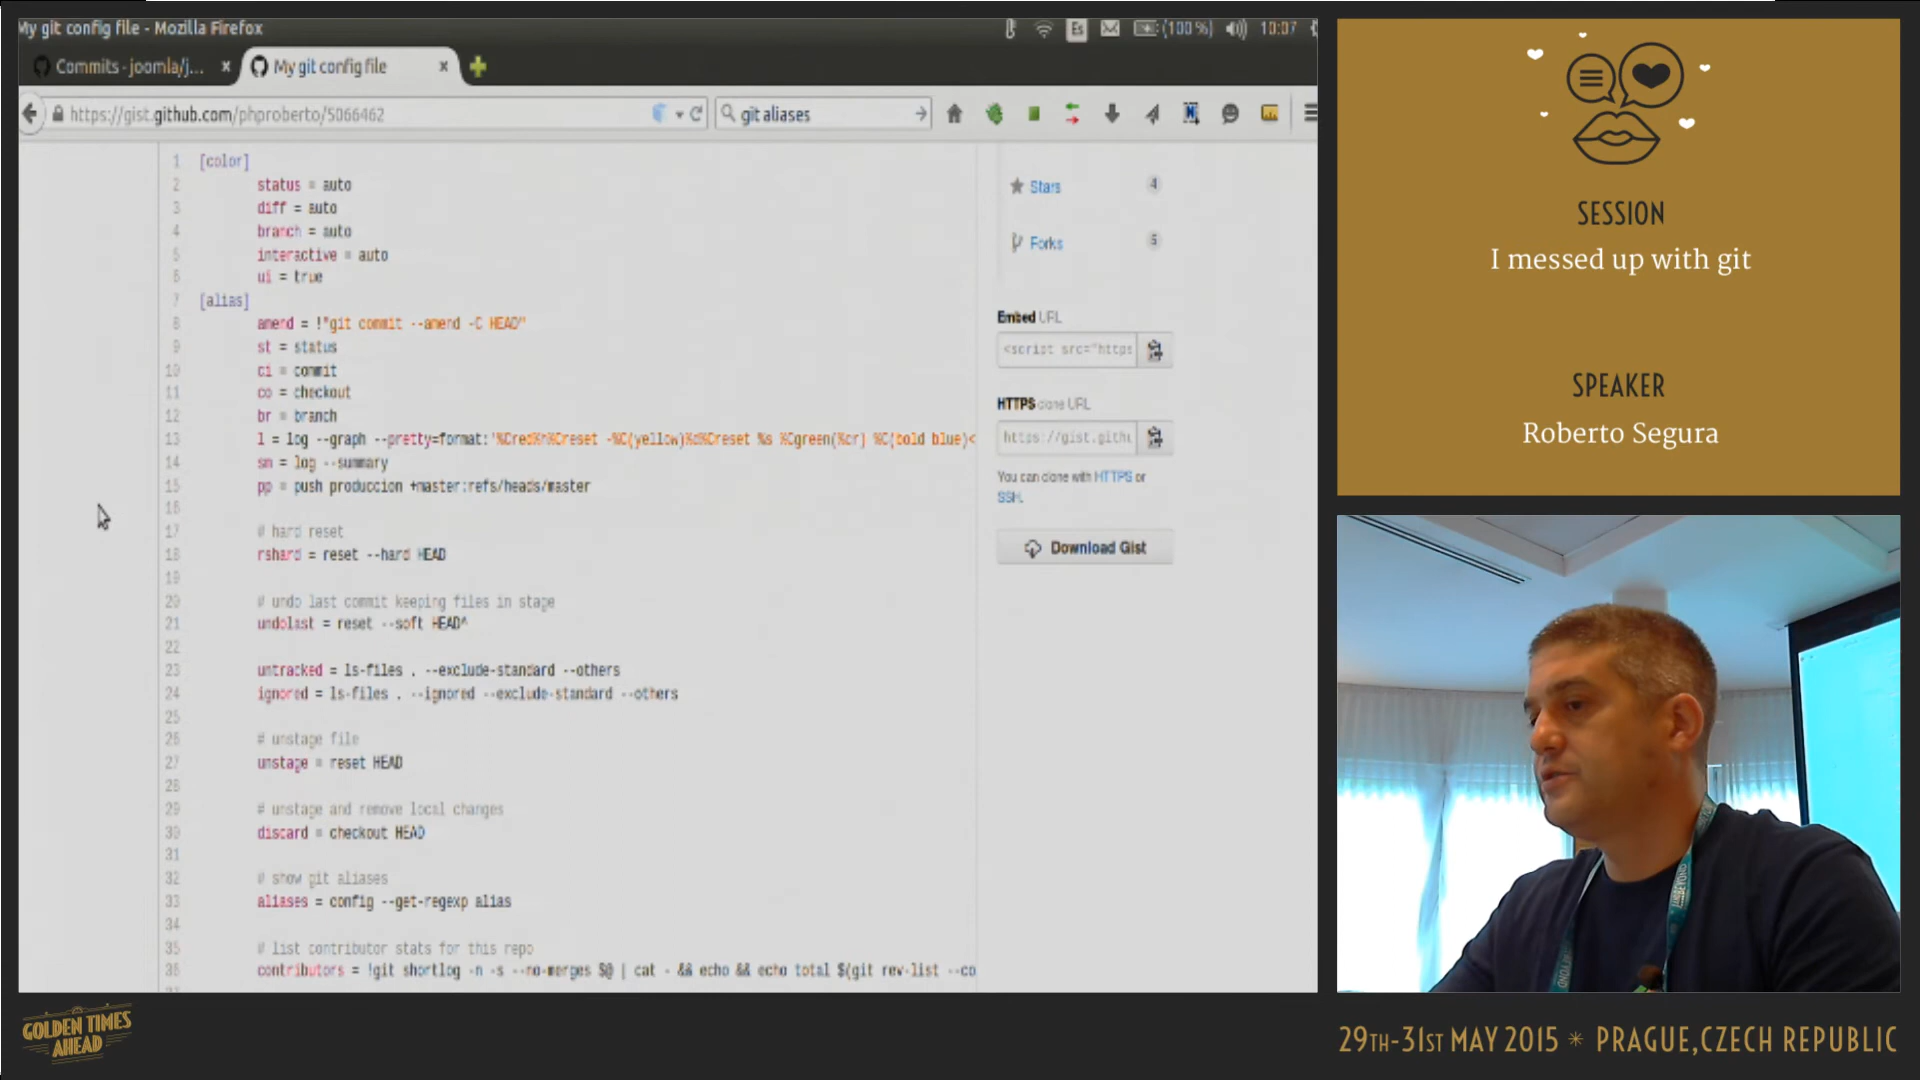 My git config file - Mozilla Firefox
Es (100 %) 10:07
Commits - joomla/j... x My git config file x
https://gist.github.com/phproberto/5066462 git aliases
1 [color]
2 status = auto
3 diff = auto
4 branch = auto
5 interactive = auto
6 ui = true
7 [alias]
8 amend = !"git commit --amend -C HEAD"
9 st = status
10 ci = commit
11 co = checkout
12 br = branch
13 l = log --graph --pretty=format:'%Cred%h%Creset -%C(yellow)%d%Creset %s %Cgreen(%cr) %C(bold blue)<
14 sm = log --summary
15 pp = push produccion +master:refs/heads/master
16
17 # hard reset
18 rshard = reset --hard HEAD
19
20 # undo last commit keeping files in stage
21 undolast = reset --soft HEAD^
22
23 untracked = ls-files . --exclude-standard --others
24 ignored = ls-files . --ignored --exclude-standard --others
25
26 # unstage file
27 unstage = reset HEAD
28
29 # unstage and remove local changes
30 discard = checkout HEAD
31
32 # show git aliases
33 aliases = config --get-regexp alias
34
35 # list contributor stats for this repo
36 contributors = !git shortlog -n -s --no-merges $@ | cat - && echo && echo total $(git rev-list --co
Stars 4
Forks 5
Embed URL
<script src="https
HTTPS clone URL
https://gist.gith
You can clone with HTTPS or
SSH.
Download Gist
SESSION
I messed up with git
SPEAKER
Roberto Segura
GOLDEN TIMES
AHEAD
29TH-31ST MAY 2015 * PRAGUE, CZECH REPUBLIC